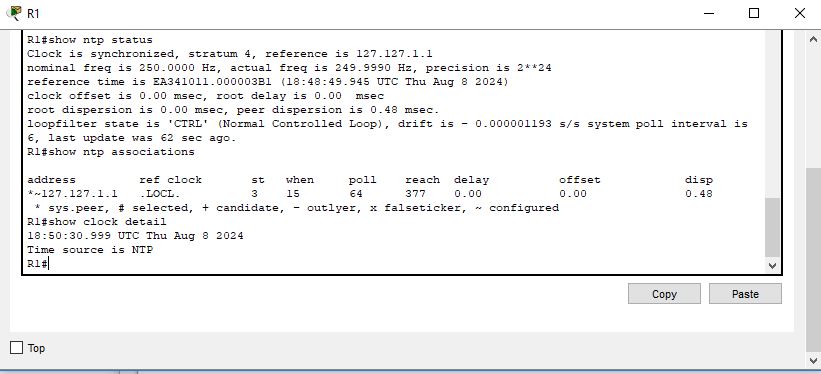 R1
R1#show ntp status
Clock is synchronized, stratum 4, reference is 127.127.1.1
nominal freq is 250.0000 Hz, actual freq is 249.9990 Hz, precision is 2**24
reference time is EA341011.000003B1 (18:48:49.945 UTC Thu Aug 8 2024)
clock offset is 0.00 msec, root delay is 0.00  msec
root dispersion is 0.00 msec, peer dispersion is 0.48 msec.
loopfilter state is 'CTRL' (Normal Controlled Loop), drift is - 0.000001193 s/s system poll interval is
6, last update was 62 sec ago.
R1#show ntp associations
address         ref clock       st   when     poll    reach  delay          offset            disp
*~127.127.1.1   .LOCL.          3    15       64      377    0.00           0.00              0.48
 * sys.peer, # selected, + candidate, - outlyer, x falseticker, ~ configured
R1#show clock detail
18:50:30.999 UTC Thu Aug 8 2024
Time source is NTP
R1#
Copy
Paste
Top